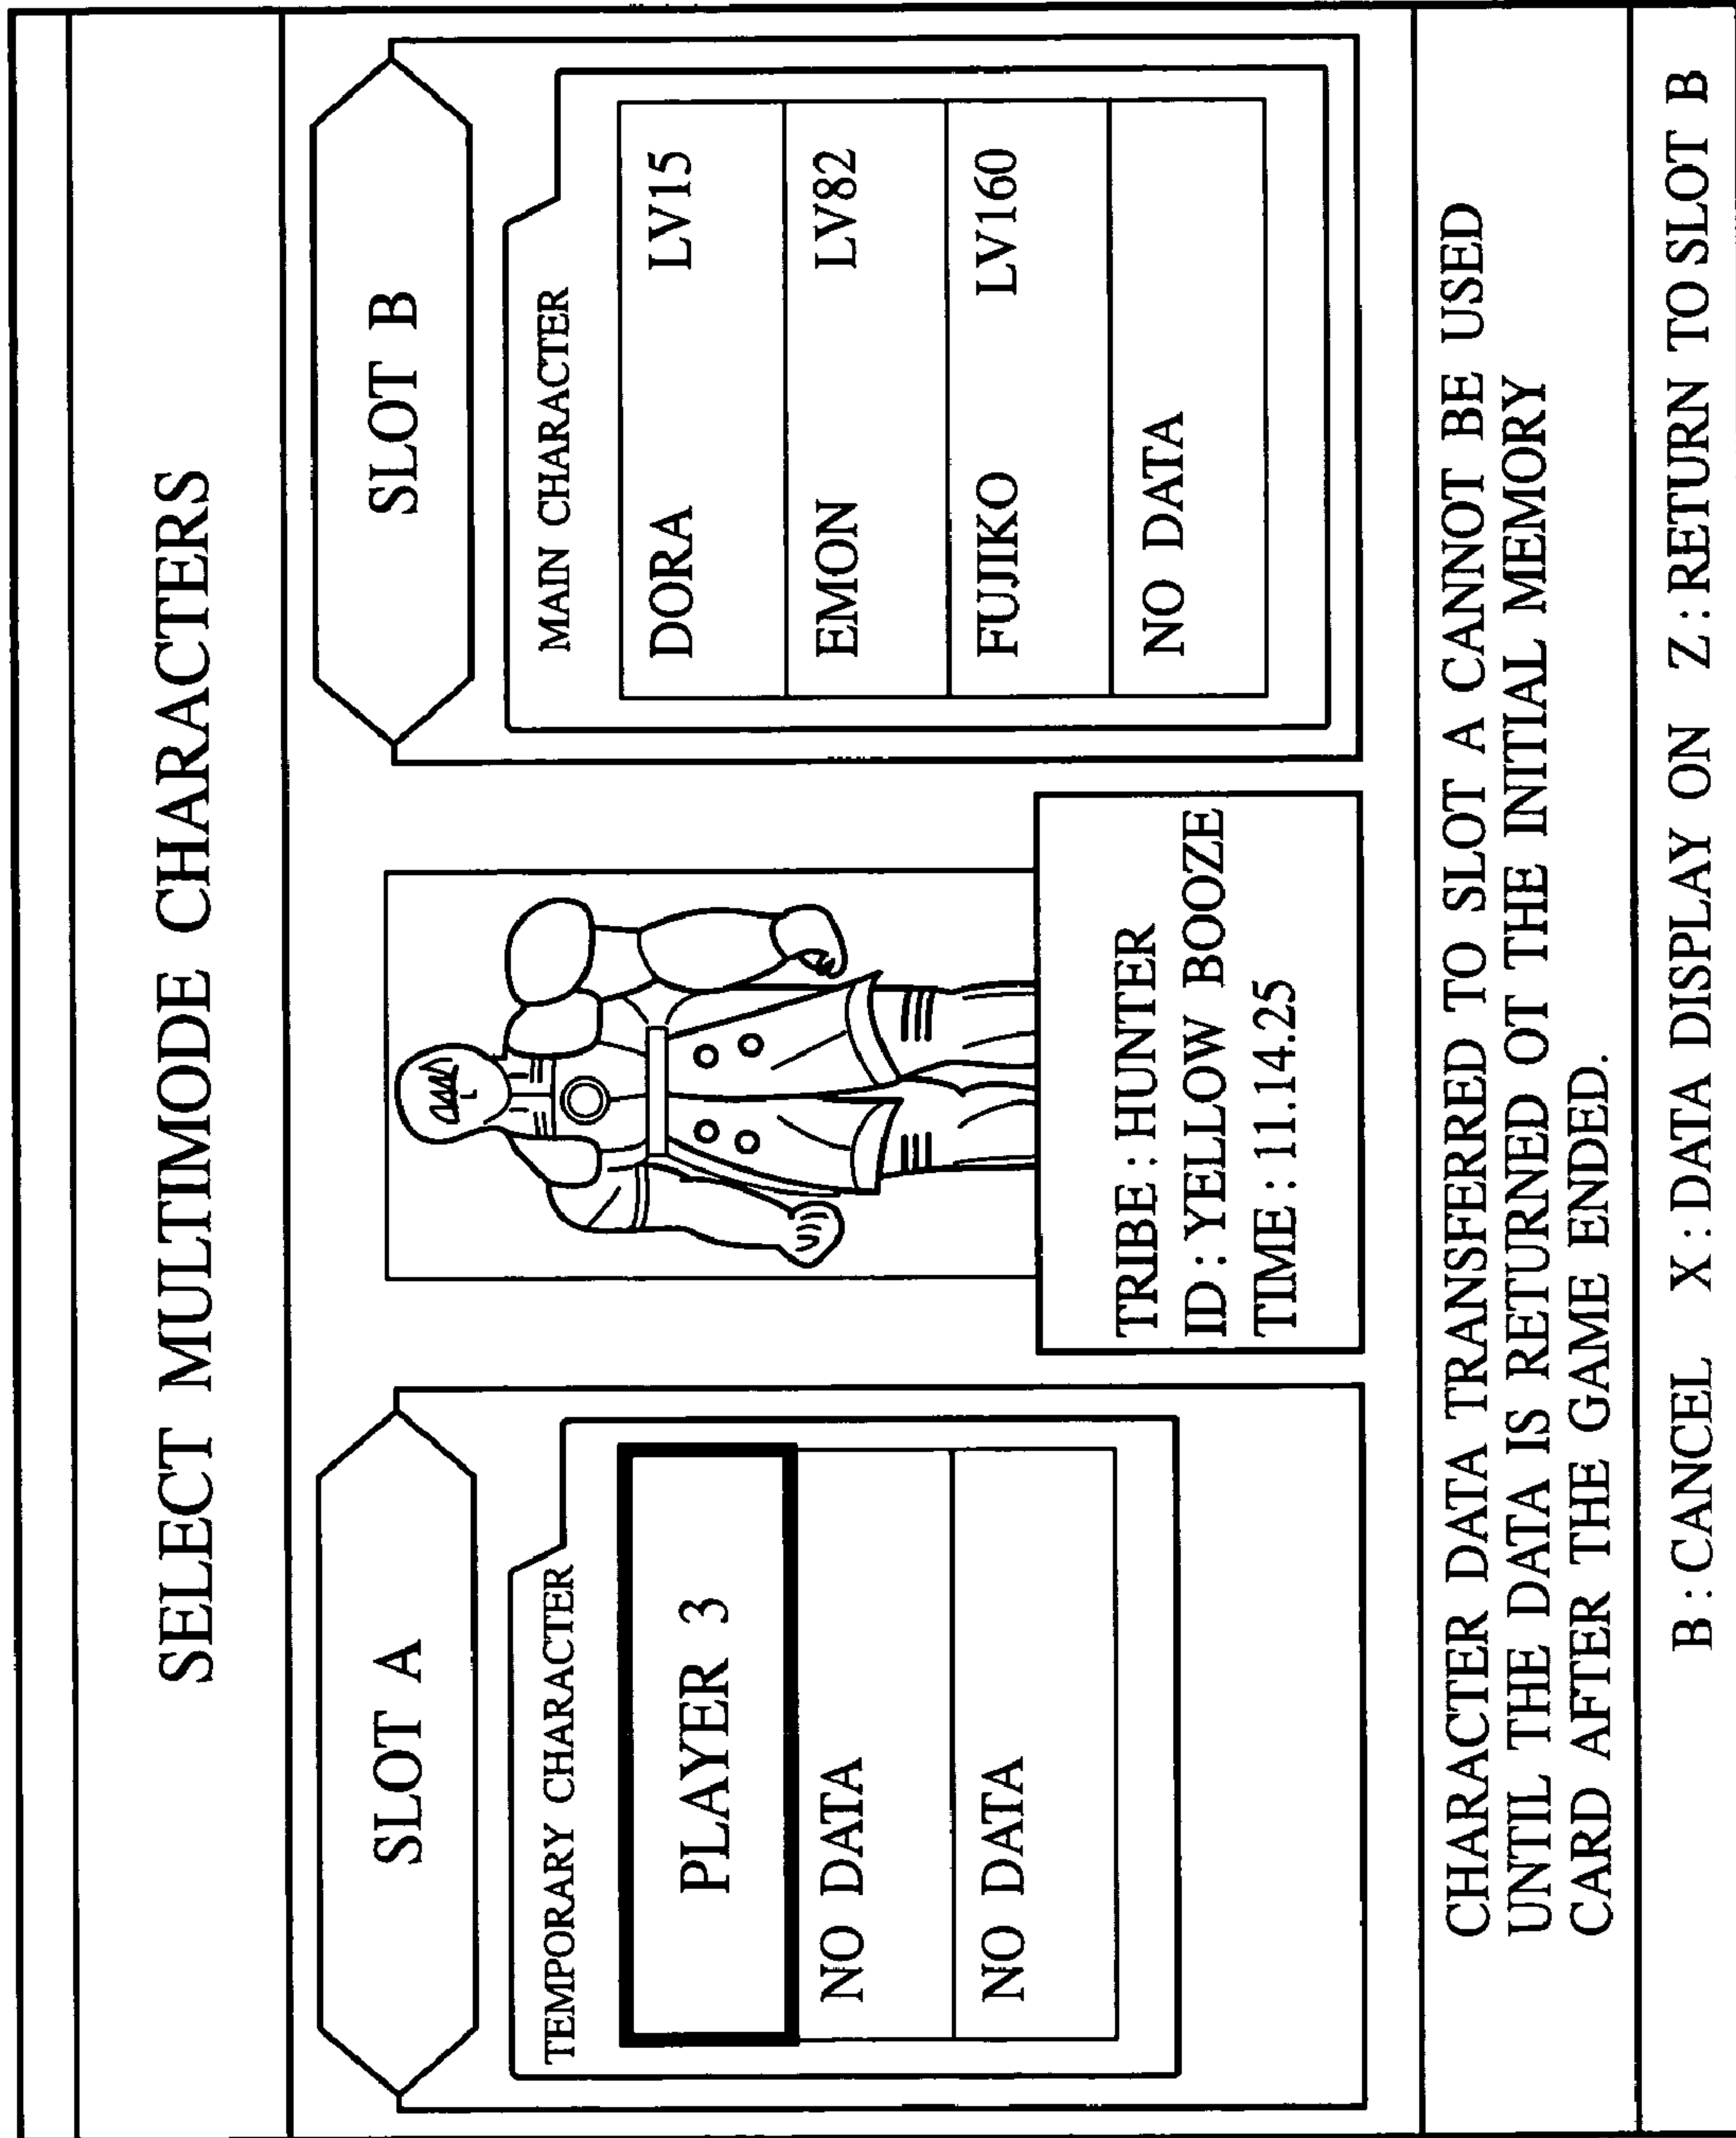 SELECT MULTIMODE CHARACTERS
SLOT A
TEMPORARY CHARACTER
PLAYER 3
NO DATA
NO DATA
TRIBE : HUNTER
ID : YELLOW BOOZE
TIME : 11.14.25
SLOT B
MAIN CHARACTER
DORA LV15
EMON LV82
FUJIKO LV160
NO DATA
CHARACTER DATA TRANSFERRED TO SLOT A CANNOT BE USED
UNTIL THE DATA IS RETURNED OT THE INITIAL MEMORY
CARD AFTER THE GAME ENDED.
B : CANCEL X : DATA DISPLAY ON Z : RETURN TO SLOT B